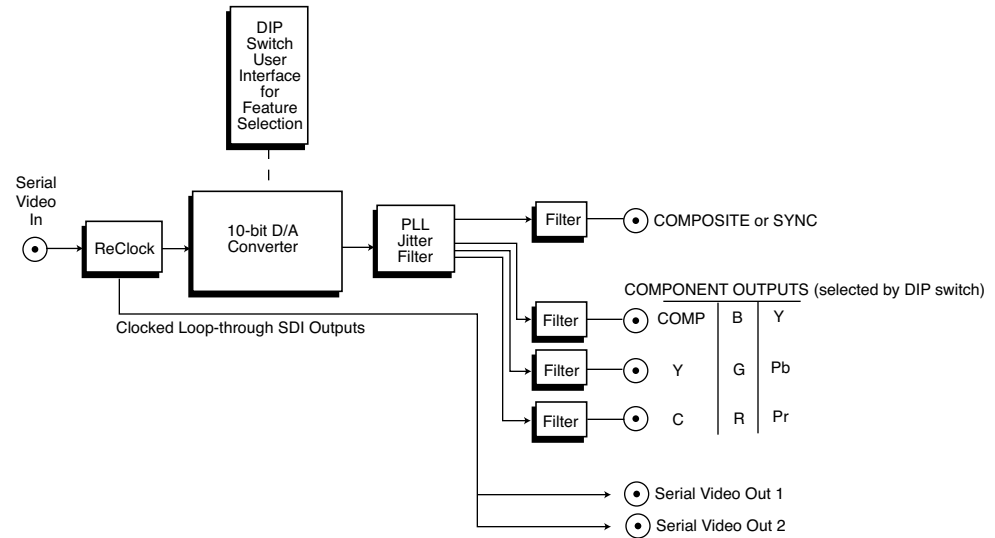 DIP
Switch
User
Interface
for
Feature
Selection
Serial
Video
In
ReClock
10-bit D/A
Converter
PLL
Jitter
Filter
Filter
COMPOSITE or SYNC
COMPONENT OUTPUTS (selected by DIP switch)
Filter
COMP B Y
Clocked Loop-through SDI Outputs
Filter
Y G Pb
Filter
C R Pr
Serial Video Out 1
Serial Video Out 2